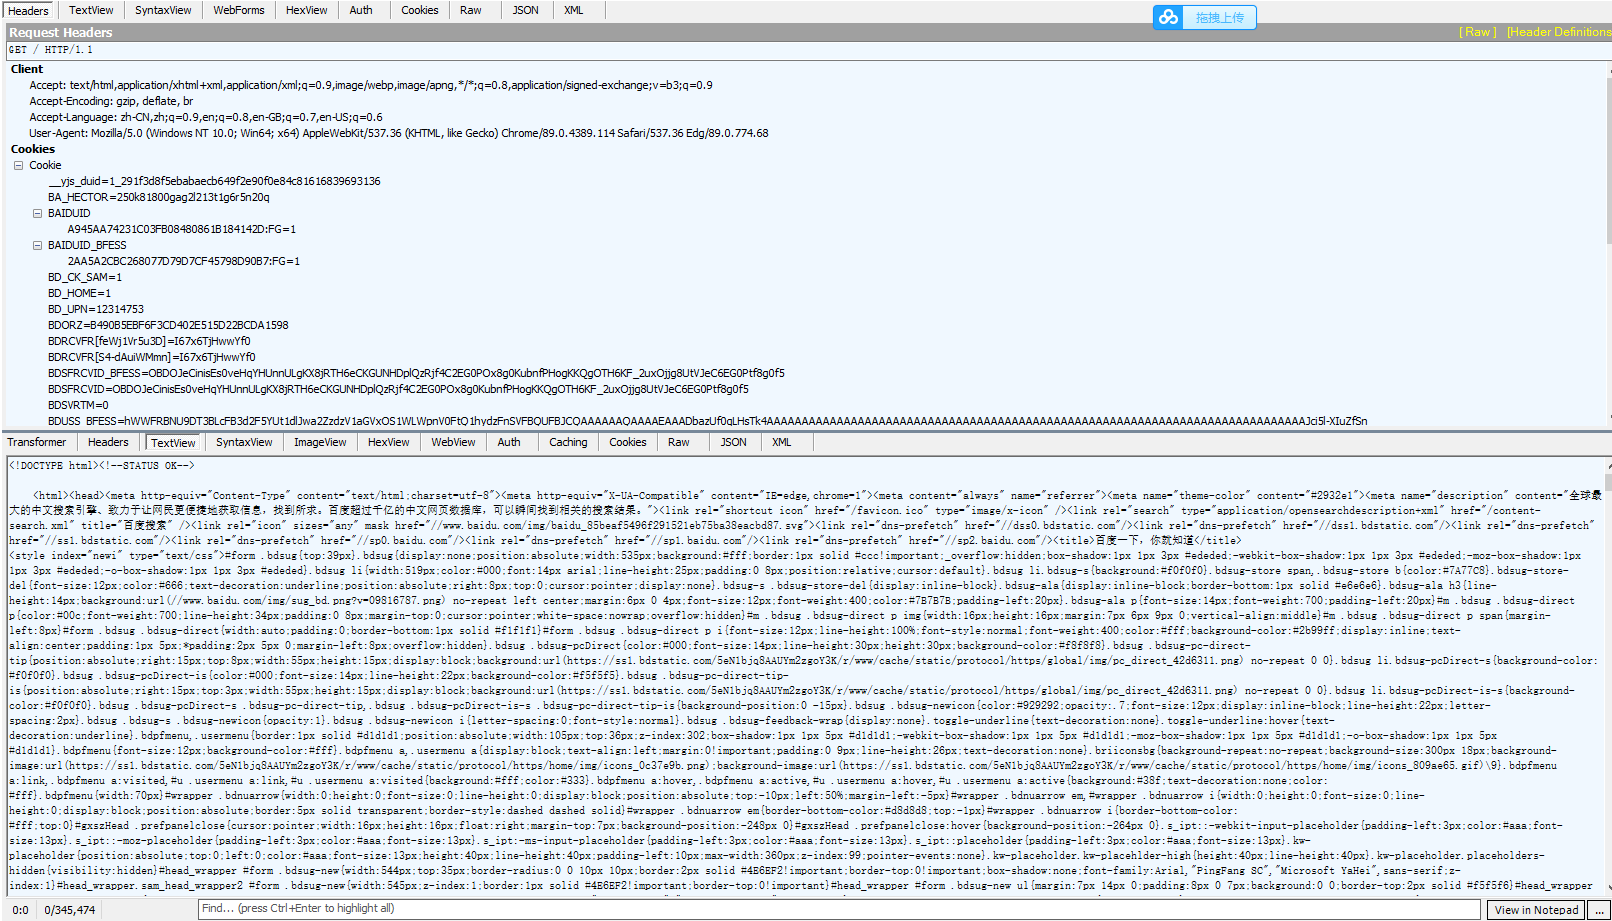 Headers TextView SyntaxView WebForms HexView Auth Cookies Raw JSON XML
拖拽上传
Request Headers [ Raw ] [Header Definitions
GET / HTTP/1.1
Client
Accept: text/html,application/xhtml+xml,application/xml;q=0.9,image/webp,image/apng,*/*;q=0.8,application/signed-exchange;v=b3;q=0.9
Accept-Encoding: gzip, deflate, br
Accept-Language: zh-CN,zh;q=0.9,en;q=0.8,en-GB;q=0.7,en-US;q=0.6
User-Agent: Mozilla/5.0 (Windows NT 10.0; Win64; x64) AppleWebKit/537.36 (KHTML, like Gecko) Chrome/89.0.4389.114 Safari/537.36 Edg/89.0.774.68
Cookies
Cookie
__yjs_duid=1_291f3d8f5ebabaecb649f2e90f0e84c81616839693136
BA_HECTOR=250k81800gag2l213t1g6r5n20q
BAIDUID
A945AA74231C03FB08480861B184142D:FG=1
BAIDUID_BFESS
2AA5A2CBC268077D79D7CF45798D90B7:FG=1
BD_CK_SAM=1
BD_HOME=1
BD_UPN=12314753
BDORZ=B490B5EBF6F3CD402E515D22BCDA1598
BDRCVFR[feWj1Vr5u3D]=I67x6TjHwwYf0
BDRCVFR[S4-dAuiWMmn]=I67x6TjHwwYf0
BDSFRCVID_BFESS=OBDOJeCinisEs0veHqYHUnnULgKX8jRTH6eCKGUNHDplQzRjf4C2EG0POx8g0KubnfPHogKKQgOTH6KF_2uxOjjg8UtVJeC6EG0Ptf8g0f5
BDSFRCVID=OBDOJeCinisEs0veHqYHUnnULgKX8jRTH6eCKGUNHDplQzRjf4C2EG0POx8g0KubnfPHogKKQgOTH6KF_2uxOjjg8UtVJeC6EG0Ptf8g0f5
BDSVRTM=0
Transformer Headers TextView SyntaxView ImageView HexView WebView Auth Caching Cookies Raw JSON XML
<!DOCTYPE html><!--STATUS OK-->
<html><head><meta http-equiv="Content-Type" content="text/html;charset=utf-8"><meta http-equiv="X-UA-Compatible" content="IE=edge,chrome=1"><meta content="always" name="referrer"><meta name="theme-color" content="#2932e1"><meta name="description" content="全球最
大的中文搜索引擎、致力于让网民更便捷地获取信息，找到所求。百度超过千亿的中文网页数据库，可以瞬间找到相关的搜索结果。"><link rel="shortcut icon" href="/favicon.ico" type="image/x-icon" /><link rel="search" type="application/opensearchdescription+xml" href="/content-
search.xml" title="百度搜索" /><link rel="icon" sizes="any" mask href="//www.baidu.com/img/baidu_85beaf5496f291521eb75ba38eacbd87.svg"><link rel="dns-prefetch" href="//dss0.bdstatic.com"/><link rel="dns-prefetch" href="//dss1.bdstatic.com"/><link rel="dns-prefetch"
href="//ss1.bdstatic.com"/><link rel="dns-prefetch" href="//sp0.baidu.com"/><link rel="dns-prefetch" href="//sp1.baidu.com"/><link rel="dns-prefetch" href="//sp2.baidu.com"/><title>百度一下，你就知道</title>
<style index="newi" type="text/css">#form .bdsug{top:39px}.bdsug{display:none;position:absolute;width:535px;background:#fff;border:1px solid #ccc!important;_overflow:hidden;box-shadow:1px 1px 3px #ededed;-webkit-box-shadow:1px 1px 3px #ededed;-moz-box-shadow:1px
1px 3px #ededed;-o-box-shadow:1px 1px 3px #ededed}.bdsug li{width:519px;color:#000;font:14px arial;line-height:25px;padding:0 8px;position:relative;cursor:default}.bdsug li.bdsug-s{background:#f0f0f0}.bdsug-store span,.bdsug-store b{color:#7A77C8}.bdsug-store-
del{font-size:12px;color:#666;text-decoration:underline;position:absolute;right:8px;top:0;cursor:pointer;display:none}.bdsug-s .bdsug-store-del{display:inline-block}.bdsug-ala{display:inline-block;border-bottom:1px solid #e6e6e6}.bdsug-ala h3{line-
height:14px;background:url(//www.baidu.com/img/sug_bd.png?v=09816787.png) no-repeat left center;margin:6px 0 4px;font-size:12px;font-weight:400;color:#7B7B7B;padding-left:20px}.bdsug-ala p{font-size:14px;font-weight:700;padding-left:20px}#m .bdsug .bdsug-direct
p{color:#00c;font-weight:700;line-height:34px;padding:0 8px;margin-top:0;cursor:pointer;white-space:nowrap;overflow:hidden}#m .bdsug .bdsug-direct p img{width:16px;height:16px;margin:7px 6px 9px 0;vertical-align:middle}#m .bdsug .bdsug-direct p span{margin-
left:8px}#form .bdsug .bdsug-direct{width:auto;padding:0;border-bottom:1px solid #f1f1f1}#form .bdsug .bdsug-direct p i{font-size:12px;line-height:100%;font-style:normal;font-weight:400;color:#fff;background-color:#2b99ff;display:inline;text-
align:center;padding:1px 5px;*padding:2px 5px 0;margin-left:8px;overflow:hidden}.bdsug .bdsug-pcDirect{color:#000;font-size:14px;line-height:30px;height:30px;background-color:#f8f8f8}.bdsug .bdsug-pc-direct-
tip{position:absolute;right:15px;top:8px;width:55px;height:15px;display:block;background:url(https://ss1.bdstatic.com/5eN1bjq8AAUYm2zgoY3K/r/www/cache/static/protocol/https/global/img/pc_direct_42d6311.png) no-repeat 0 0}.bdsug li.bdsug-pcDirect-s{background-color:
#f0f0f0}.bdsug .bdsug-pcDirect-is{color:#000;font-size:14px;line-height:22px;background-color:#f5f5f5}.bdsug .bdsug-pc-direct-tip-
is{position:absolute;right:15px;top:3px;width:55px;height:15px;display:block;background:url(https://ss1.bdstatic.com/5eN1bjq8AAUYm2zgoY3K/r/www/cache/static/protocol/https/global/img/pc_direct_42d6311.png) no-repeat 0 0}.bdsug li.bdsug-pcDirect-is-s{background-
color:#f0f0f0}.bdsug .bdsug-pcDirect-s .bdsug-pc-direct-tip,.bdsug .bdsug-pcDirect-is-s .bdsug-pc-direct-tip-is{background-position:0 -15px}.bdsug .bdsug-newicon{color:#929292;opacity:.7;font-size:12px;display:inline-block;line-height:22px;letter-
spacing:2px}.bdsug .bdsug-s .bdsug-newicon{opacity:1}.bdsug .bdsug-newicon i{letter-spacing:0;font-style:normal}.bdsug .bdsug-feedback-wrap{display:none}.toggle-underline{text-decoration:none}.toggle-underline:hover{text-
decoration:underline}.bdpfmenu,.usermenu{border:1px solid #d1d1d1;position:absolute;width:105px;top:36px;z-index:302;box-shadow:1px 1px 5px #d1d1d1;-webkit-box-shadow:1px 1px 5px #d1d1d1;-moz-box-shadow:1px 1px 5px #d1d1d1;-o-box-shadow:1px 1px 5px
#d1d1d1}.bdpfmenu{font-size:12px;background-color:#fff}.bdpfmenu a,.usermenu a{display:block;text-align:left;margin:0!important;padding:0 9px;line-height:26px;text-decoration:none}.briiconsbg{background-repeat:no-repeat;background-size:300px 18px;background-
image:url(https://ss1.bdstatic.com/5eN1bjq8AAUYm2zgoY3K/r/www/cache/static/protocol/https/home/img/icons_0c37e9b.png);background-image:url(https://ss1.bdstatic.com/5eN1bjq8AAUYm2zgoY3K/r/www/cache/static/protocol/https/home/img/icons_809ae65.gif)\9}.bdpfmenu
a:link,.bdpfmenu a:visited,#u .usermenu a:link,#u .usermenu a:visited{background:#fff;color:#333}.bdpfmenu a:hover,.bdpfmenu a:active,#u .usermenu a:hover,#u .usermenu a:active{background:#38f;text-decoration:none;color:
#fff}.bdpfmenu{width:70px}#wrapper .bdnuarrow{width:0;height:0;font-size:0;line-height:0;display:block;position:absolute;top:-10px;left:50%;margin-left:-5px}#wrapper .bdnuarrow em,#wrapper .bdnuarrow i{width:0;height:0;font-size:0;line-
height:0;display:block;position:absolute;border:5px solid transparent;border-style:dashed dashed solid}#wrapper .bdnuarrow em{border-bottom-color:#d8d8d8;top:-1px}#wrapper .bdnuarrow i{border-bottom-color:
#fff;top:0}#gxszHead .prefpanelclose{cursor:pointer;width:16px;height:16px;float:right;margin-top:7px;background-position:-248px 0}#gxszHead .prefpanelclose:hover{background-position:-264px 0}.s_ipt::-webkit-input-placeholder{padding-left:3px;color:#aaa;font-
size:13px}.s_ipt:-moz-placeholder{padding-left:3px;color:#aaa;font-size:13px}.s_ipt:-ms-input-placeholder{padding-left:3px;color:#aaa;font-size:13px}.s_ipt::placeholder{padding-left:3px;color:#aaa;font-size:13px}.kw-
placeholder{position:absolute;top:0;left:0;color:#aaa;font-size:13px;height:40px;line-height:40px;padding-left:10px;max-width:360px;z-index:99;pointer-events:none}.kw-placeholder.kw-placehlder-high{height:40px;line-height:40px}.kw-placehlder.placeholders-
hidden{visibility:hidden}#head_wrapper #form .bdsug-new{width:544px;top:35px;border-radius:0 0 10px 10px;border:2px solid #4E6EF2!important;border-top:0!important;box-shadow:none;font-family:Arial,"PingFang SC","Microsoft YaHei",sans-serif;z-
index:1}#head_wrapper.sam_head_wrapper2 #form .bdsug-new{width:545px;z-index:1;border:1px solid #4E6EF2!important;border-top:0!important}#head_wrapper #form .bdsug-new ul{margin:7px 14px 0;padding:8px 0 7px;background:0 0;border-top:2px solid #f5f5f6}#head_wrapper
0:0 0/345,474 Find... (press Ctrl+Enter to highlight all) View in Notepad ...